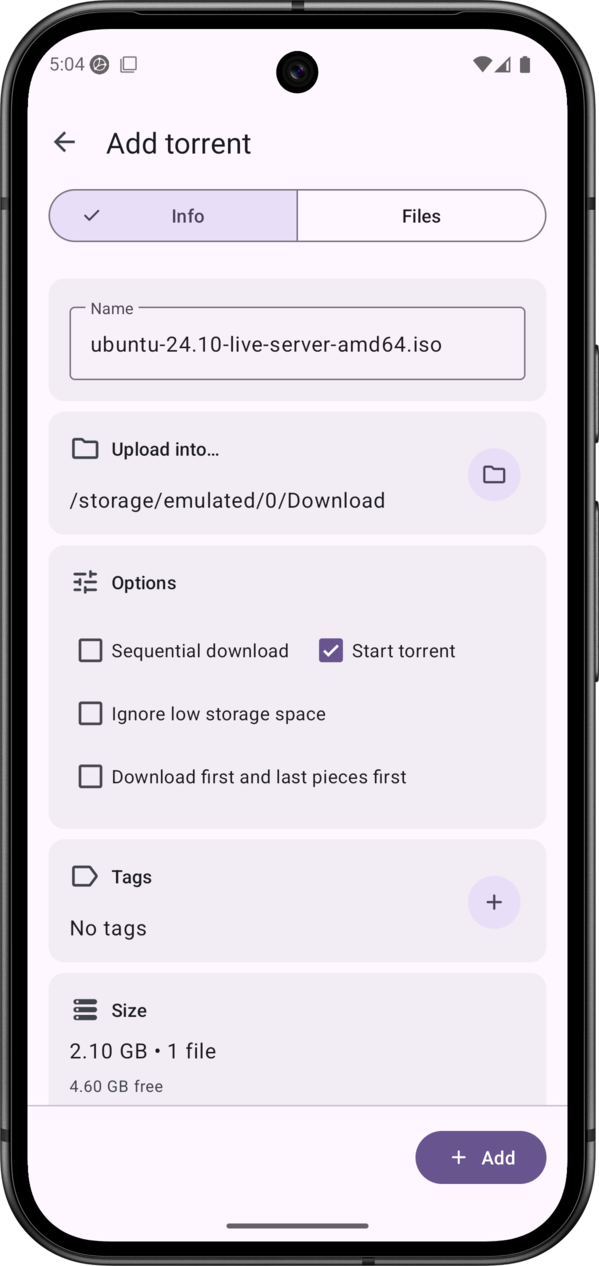 5:04
Add torrent
Info
Files
Name
ubuntu-24.10-live-server-amd64.iso
Upload into…
/storage/emulated/0/Download
Options
Sequential download
Start torrent
Ignore low storage space
Download first and last pieces first
Tags
No tags
Size
2.10 GB • 1 file
4.60 GB free
Add